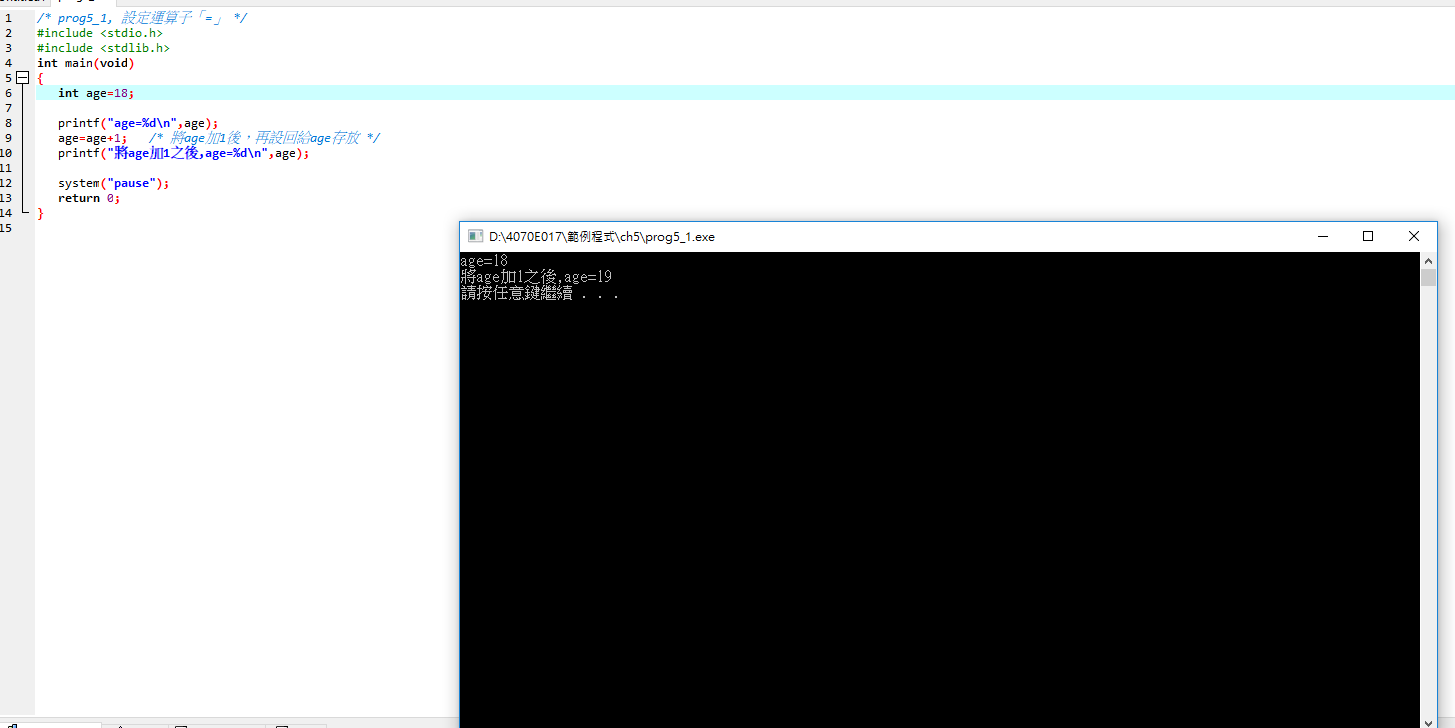 1 /* prog5_1, 設定運算子「=」 */
2 #include <stdio.h>
3 #include <stdlib.h>
4 int main(void)
5 {
6 int age=18;
7
8 printf("age=%d\n",age);
9 age=age+1; /* 將age加1後，再設回給age存放 */
10 printf("將age加1之後,age=%d\n",age);
11
12 system("pause");
13 return 0;
14 }
15
D:\4070E017\範例程式\ch5\prog5_1.exe
age=18
將age加1之後,age=19
請按任意鍵繼續 . . .